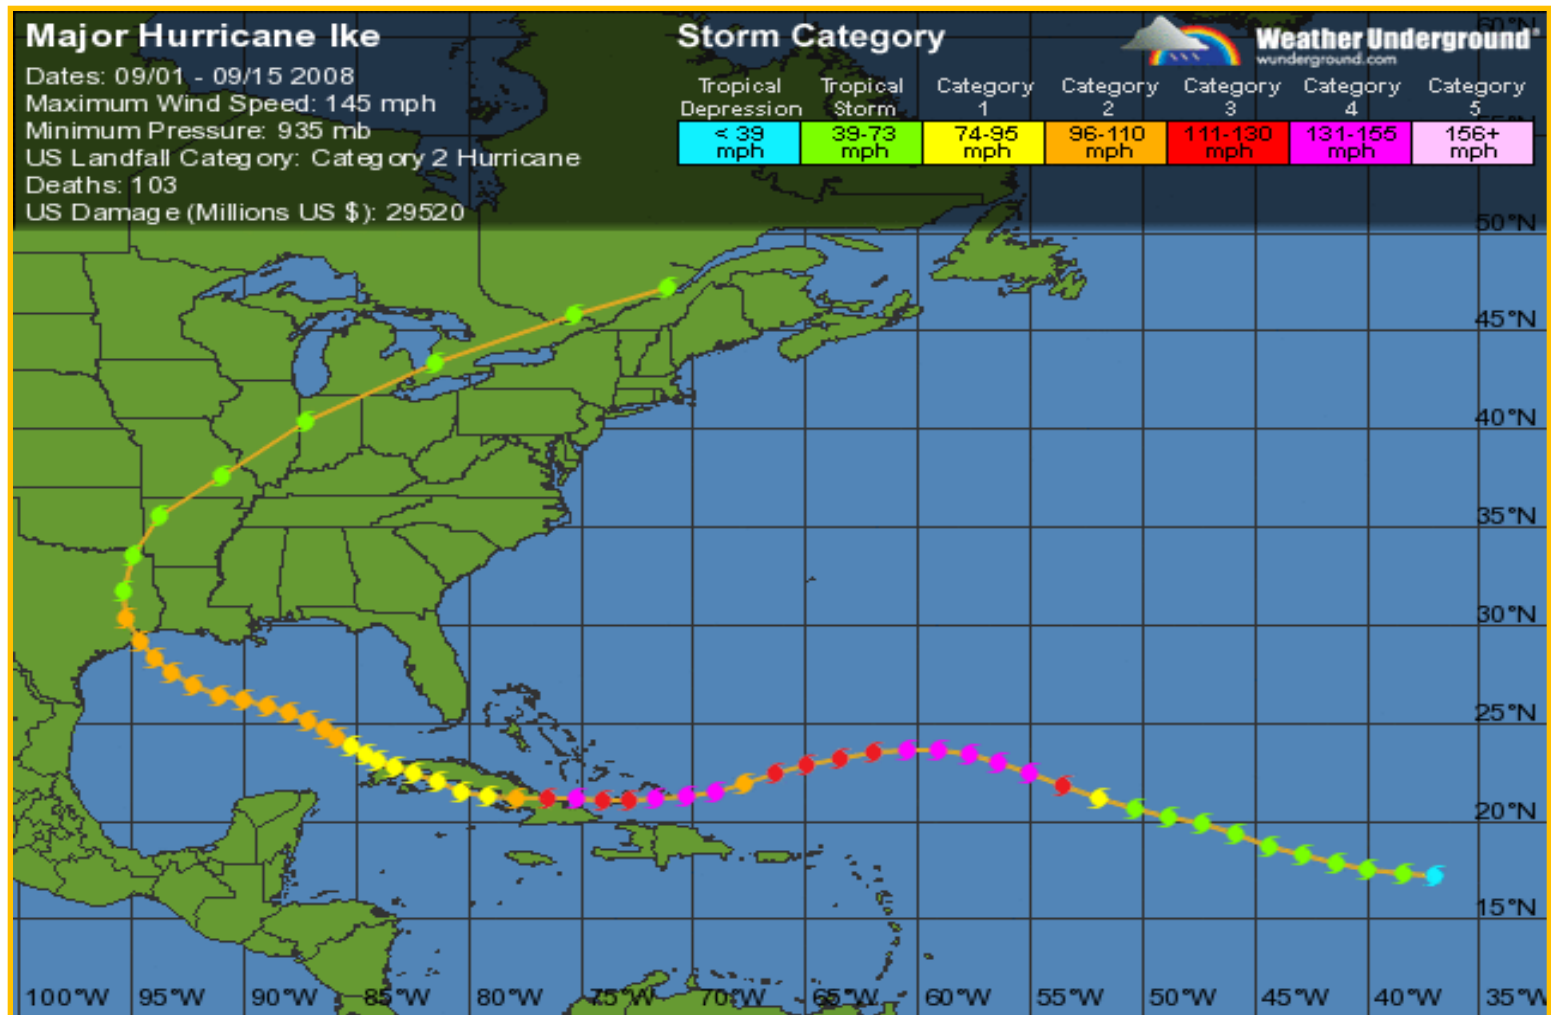 Major Hurricane Ike
Dates: 09/01 - 09/15 2008
Maximum Wind Speed: 145 mph
Minimum Pressure: 935 mb
US Landfall Category: Category 2 Hurricane
Deaths: 103
US Damage (Millions US $): 29520
Storm Category
Weather Underground®
wunderground.com
Tropical Depression
< 39 mph
Tropical Storm
39-73 mph
Category 1
74-95 mph
Category 2
96-110 mph
Category 3
111-130 mph
Category 4
131-155 mph
Category 5
156+ mph
60°N
55°N
50°N
45°N
40°N
35°N
30°N
25°N
20°N
15°N
100°W 95°W 90°W 85°W 80°W 75°W 70°W 65°W 60°W 55°W 50°W 45°W 40°W 35°W